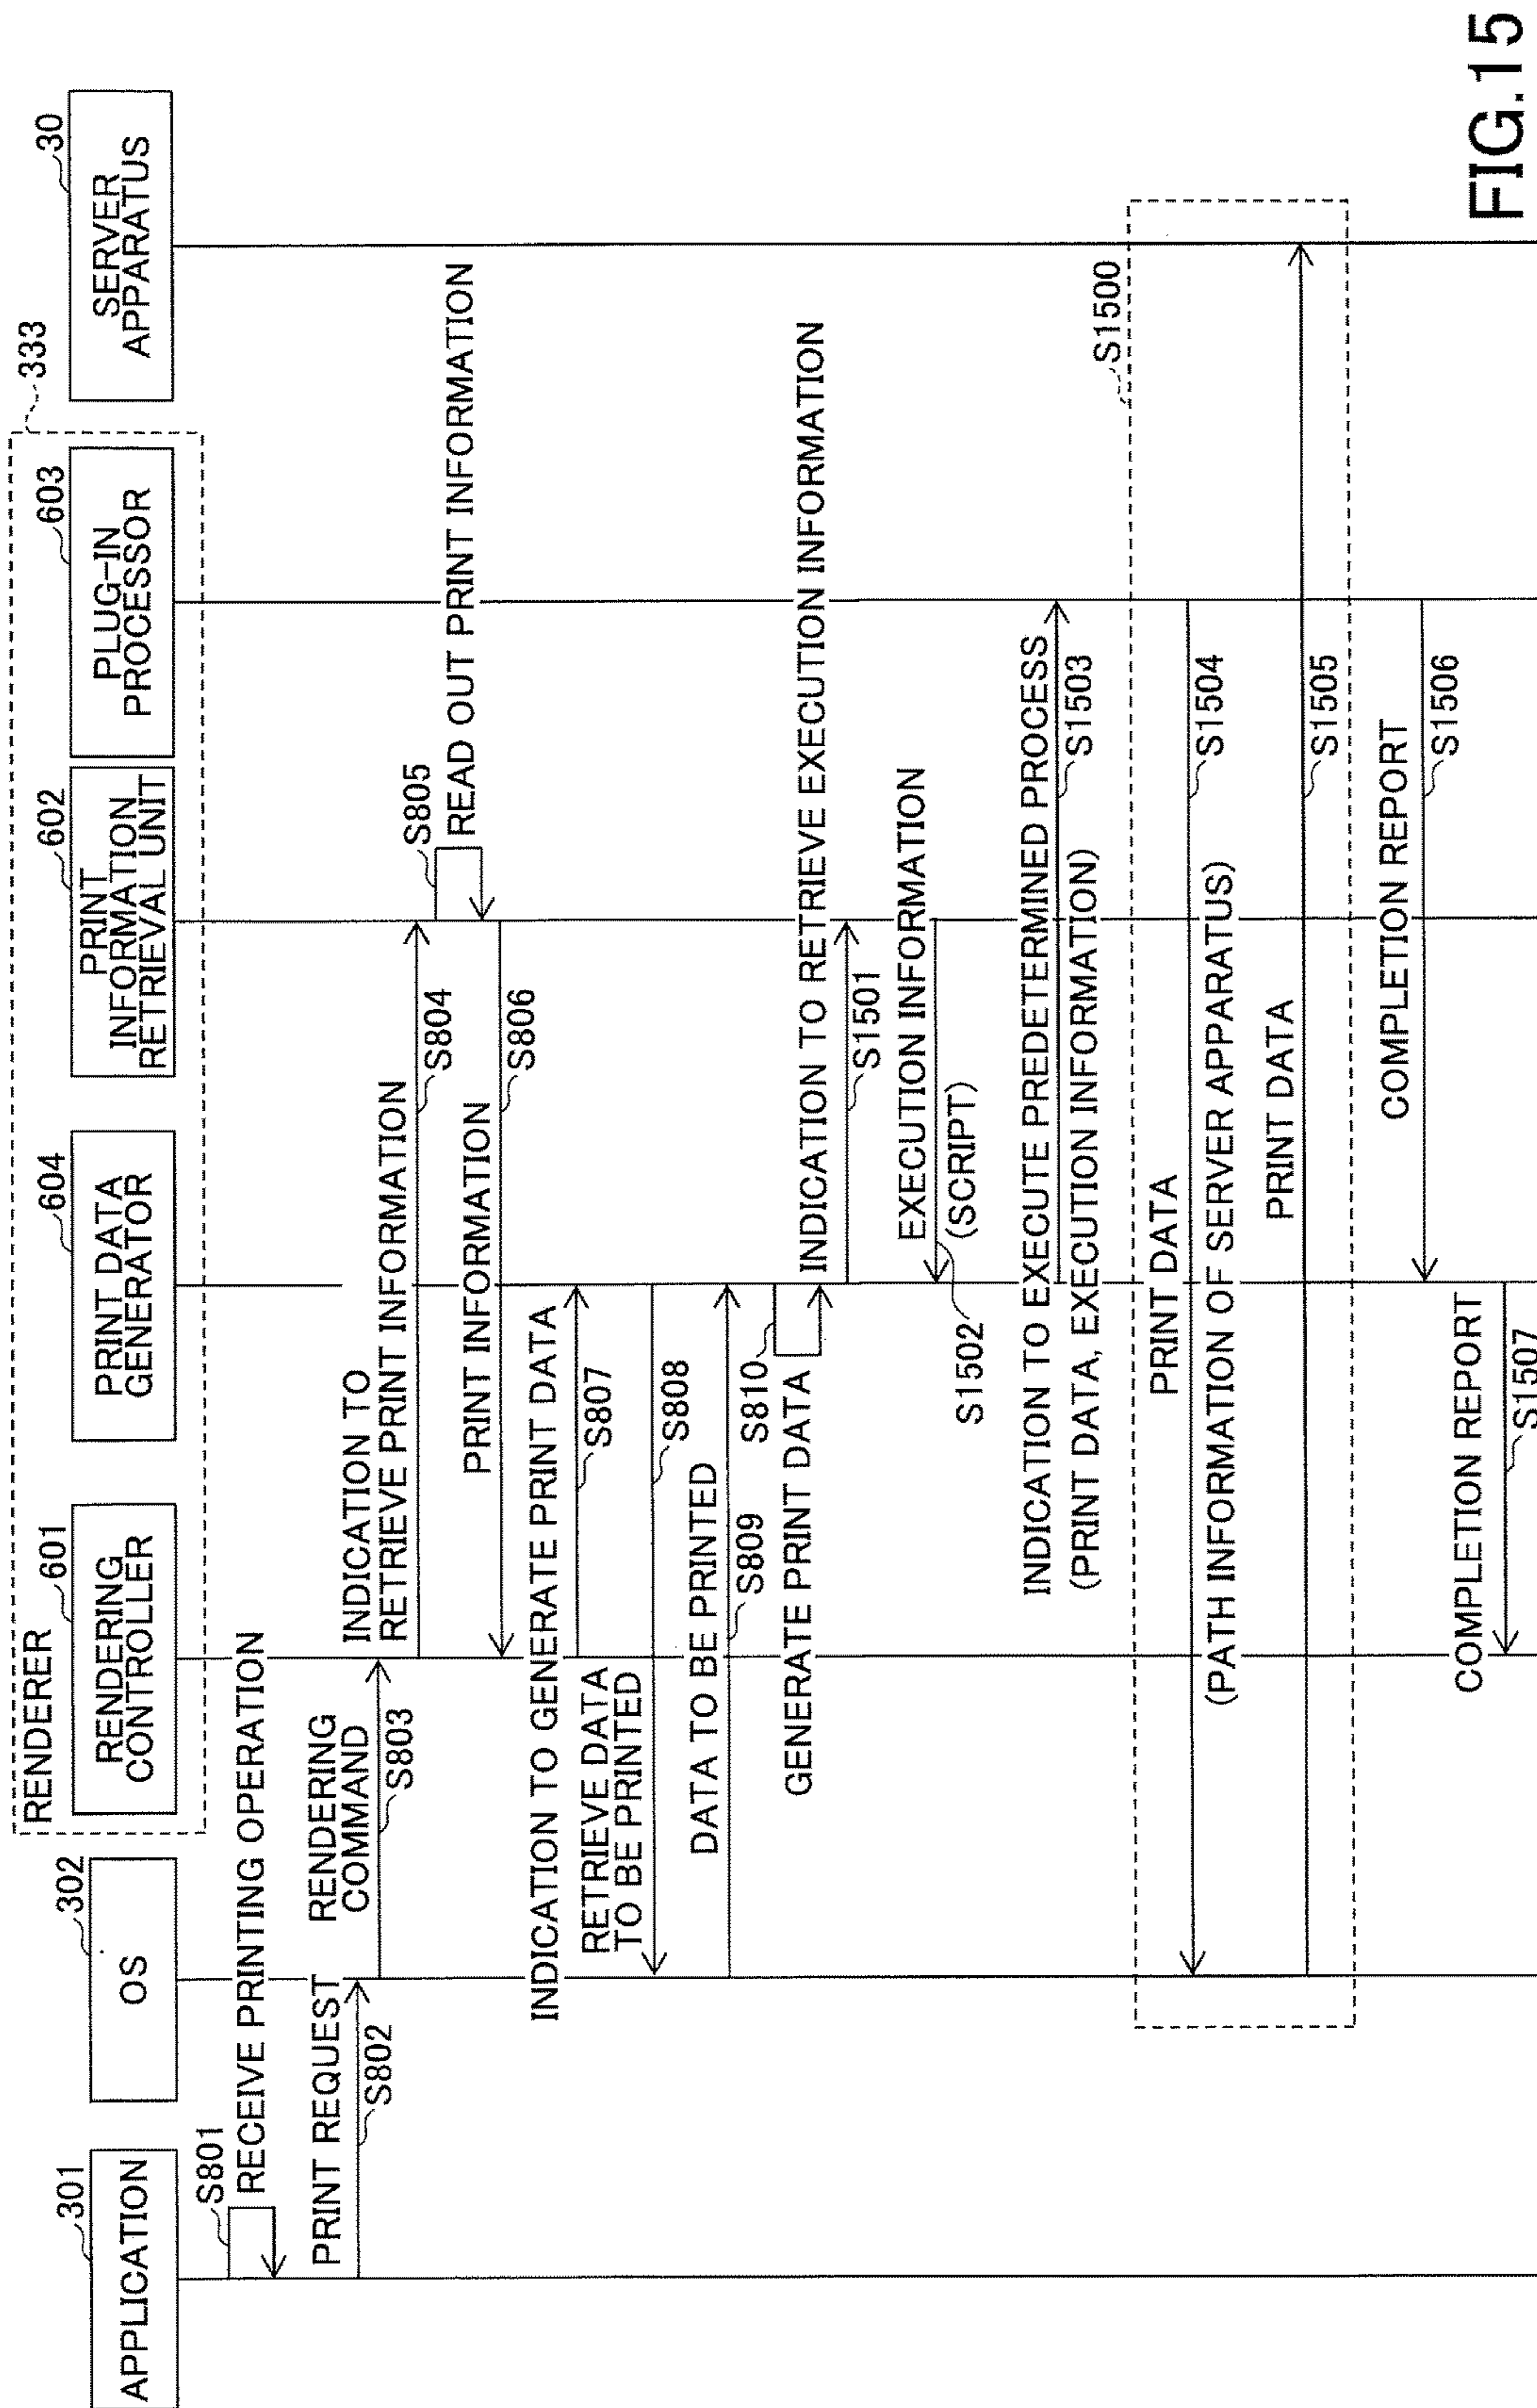 301
APPLICATION
302
OS
333
RENDERER
601
RENDERING
CONTROLLER
604
PRINT DATA
GENERATOR
602
PRINT
INFORMATION
RETRIEVAL UNIT
603
PLUG-IN
PROCESSOR
30
SERVER
APPARATUS
S801
RECEIVE PRINTING OPERATION
PRINT REQUEST
S802
RENDERING
COMMAND
S803
INDICATION TO
RETRIEVE PRINT INFORMATION
S804
S805
READ OUT PRINT INFORMATION
PRINT INFORMATION
S806
INDICATION TO GENERATE PRINT DATA
S807
RETRIEVE DATA
TO BE PRINTED
S808
DATA TO BE PRINTED
S809
S810
GENERATE PRINT DATA
INDICATION TO RETRIEVE EXECUTION INFORMATION
S1501
EXECUTION INFORMATION
(SCRIPT)
S1502
INDICATION TO EXECUTE PREDETERMINED PROCESS
(PRINT DATA, EXECUTION INFORMATION)
S1503
S1500
PRINT DATA
(PATH INFORMATION OF SERVER APPARATUS)
S1504
PRINT DATA
S1505
COMPLETION REPORT
S1506
COMPLETION REPORT
S1507
FIG.15